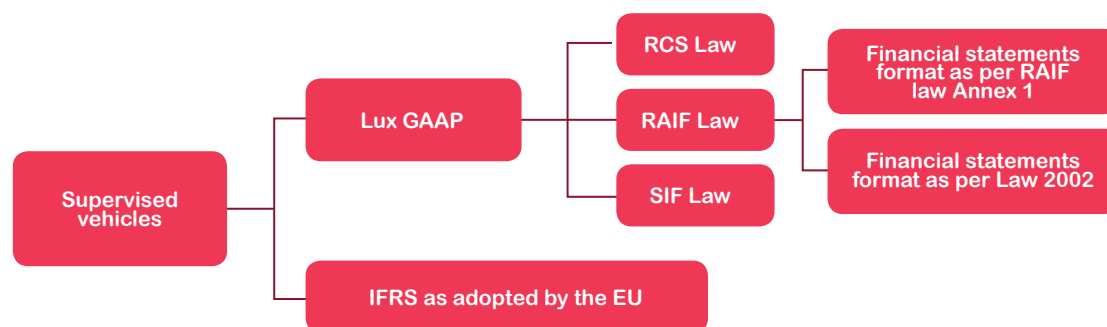 Supervised
vehicles
Lux GAAP
IFRS as adopted by the EU
RCS Law
RAIF Law
SIF Law
Financial statements
format as per RAIF
law Annex 1
Financial statements
format as per Law 2002